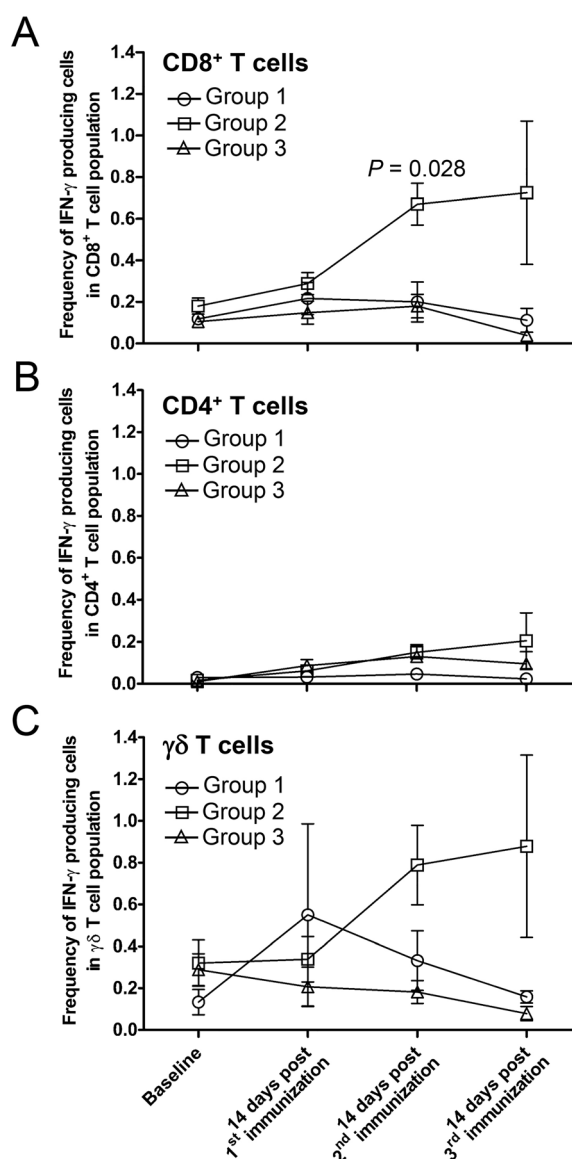 A
CD8⁺ T cells
Group 1
Group 2
Group 3
P = 0.028
Frequency of IFN-γ producing cells
in CD8⁺ T cell population
1.4
1.2
1.0
0.8
0.6
0.4
0.2
0.0
B
CD4⁺ T cells
Group 1
Group 2
Group 3
Frequency of IFN-γ producing cells
in CD4⁺ T cell population
1.4
1.2
1.0
0.8
0.6
0.4
0.2
0.0
C
γδ T cells
Group 1
Group 2
Group 3
Frequency of IFN-γ producing cells
in γδ T cell population
1.4
1.2
1.0
0.8
0.6
0.4
0.2
0.0
Baseline
14 days post
1ˢᵗ immunization
14 days post
2ⁿᵈ immunization
14 days post
3ʳᵈ immunization